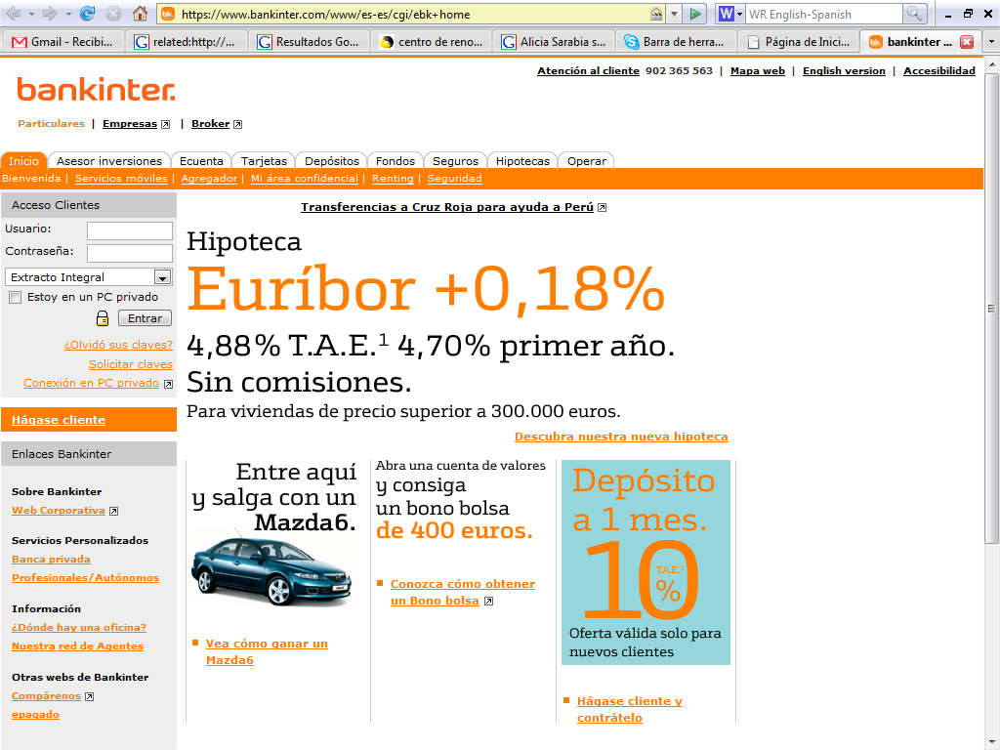 https://www.bankinter.com/www/es-es/cgi/ebk+home
W WR English-Spanish
Gmail - Recibi...
related:http://...
Resultados Go...
centro de reno...
Alicia Sarabia s...
Barra de herra...
Página de Inici...
bankinter ...
Atención al cliente 902 365 563 | Mapa web | English version | Accesibilidad
bankinter.
Particulares | Empresas | Broker
Inicio Asesor inversiones Ecuenta Tarjetas Depósitos Fondos Seguros Hipotecas Operar
Bienvenida | Servicios móviles | Agregador | Mi área confidencial | Renting | Seguridad
Acceso Clientes
Usuario:
Contraseña:
Extracto Integral
Estoy en un PC privado
Entrar
¿Olvidó sus claves?
Solicitar claves
Conexión en PC privado
Hágase cliente
Enlaces Bankinter
Sobre Bankinter
Web Corporativa
Servicios Personalizados
Banca privada
Profesionales/Autónomos
Información
¿Dónde hay una oficina?
Nuestra red de Agentes
Otras webs de Bankinter
Compárenos
epagado
Transferencias a Cruz Roja para ayuda a Perú
Hipoteca
Euríbor +0,18%
4,88% T.A.E.¹ 4,70% primer año.
Sin comisiones.
Para viviendas de precio superior a 300.000 euros.
Descubra nuestra nueva hipoteca
Entre aquí
y salga con un
Mazda6.
Vea cómo ganar un
Mazda6
Abra una cuenta de valores
y consiga
un bono bolsa
de 400 euros.
Conozca cómo obtener
un Bono bolsa
Depósito
a 1 mes.
10 T.A.E.²
%
Oferta válida solo para
nuevos clientes
Hágase cliente y
contrátelo